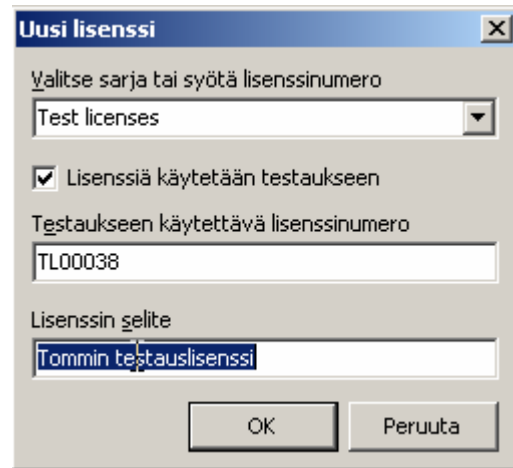 Uusi lisenssi
Valitse sarja tai syötä lisenssinumero
Test licenses
Lisenssiä käytetään testaukseen
Testaukseen käytettävä lisenssinumero
TL00038
Lisenssin selite
Tommin testauslisenssi
OK Peruuta